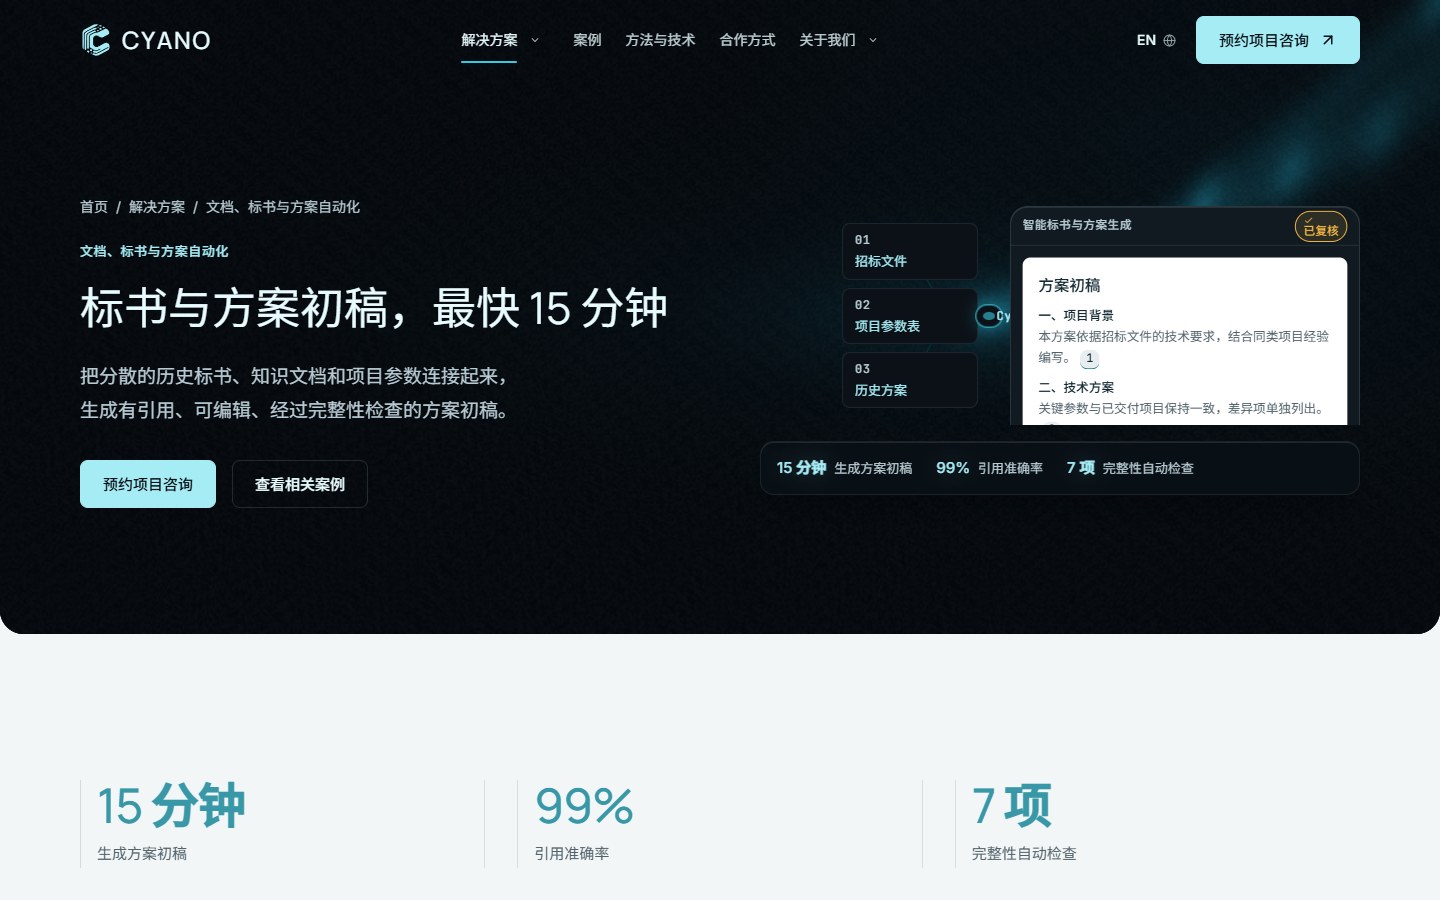 CYANO
解决方案
案例
方法与技术
合作方式
关于我们
EN
预约项目咨询
首页 / 解决方案 / 文档、标书与方案自动化
文档、标书与方案自动化
标书与方案初稿，最快 15 分钟
把分散的历史标书、知识文档和项目参数连接起来，
生成有引用、可编辑、经过完整性检查的方案初稿。
预约项目咨询
查看相关案例
01
招标文件
02
项目参数表
03
历史方案
Cy
智能标书与方案生成
已复核
方案初稿
一、项目背景
本方案依据招标文件的技术要求，结合同类项目经验
编写。 1
二、技术方案
关键参数与已交付项目保持一致，差异项单独列出。
15 分钟 生成方案初稿
99% 引用准确率
7 项 完整性自动检查
15 分钟
生成方案初稿
99%
引用准确率
7 项
完整性自动检查